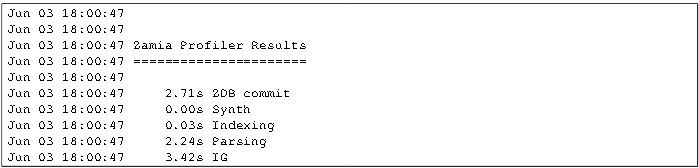 Jun 03 18:00:47
Jun 03 18:00:47
Jun 03 18:00:47 Zamia Profiler Results
Jun 03 18:00:47 ======================
Jun 03 18:00:47
Jun 03 18:00:47     2.71s ZDB commit
Jun 03 18:00:47     0.00s Synth
Jun 03 18:00:47     0.03s Indexing
Jun 03 18:00:47     2.24s Parsing
Jun 03 18:00:47     3.42s IG